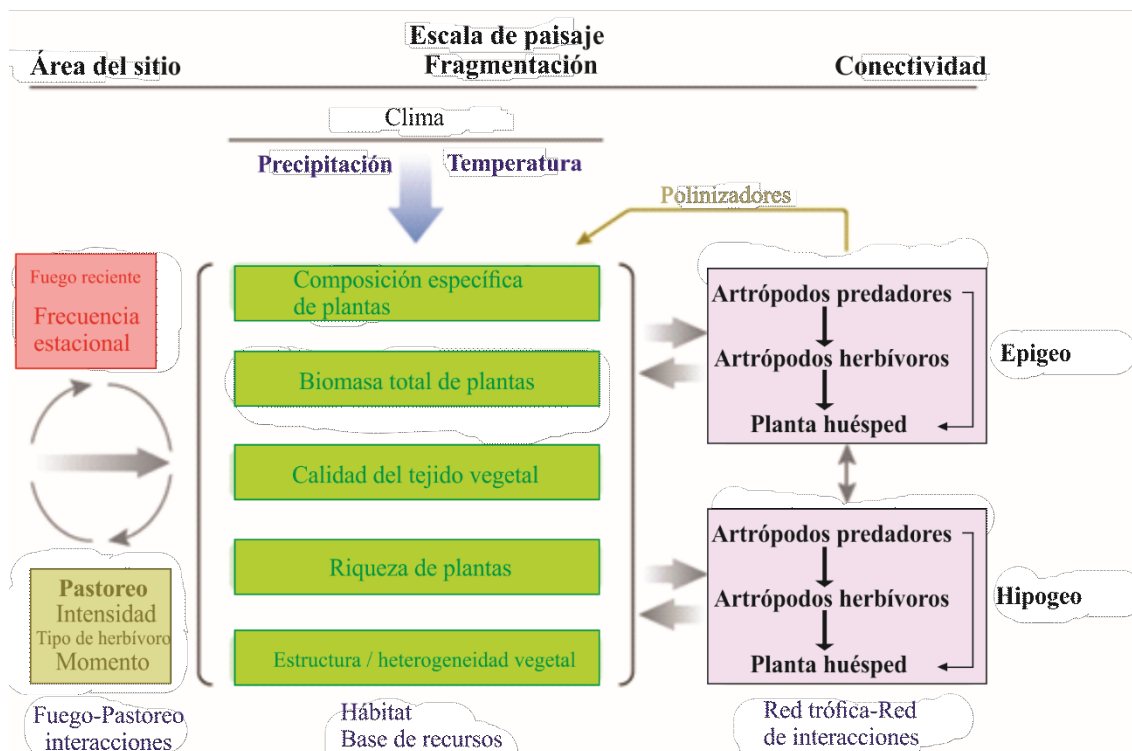 Escala de paisaje
Área del sitio
Fragmentación
Conectividad
Clima
Precipitación
Temperatura
Polinizadores
Fuego reciente
Frecuencia
estacional
Composición específica
de plantas
Biomasa total de plantas
Calidad del tejido vegetal
Riqueza de plantas
Estructura / heterogeneidad vegetal
Artrópodos predadores
Artrópodos herbívoros
Planta huésped
Epigeo
Artrópodos predadores
Artrópodos herbívoros
Planta huésped
Hipogeo
Pastoreo
Intensidad
Tipo de herbívoro
Momento
Fuego-Pastoreo
interacciones
Hábitat
Base de recursos
Red trófica-Red
de interacciones